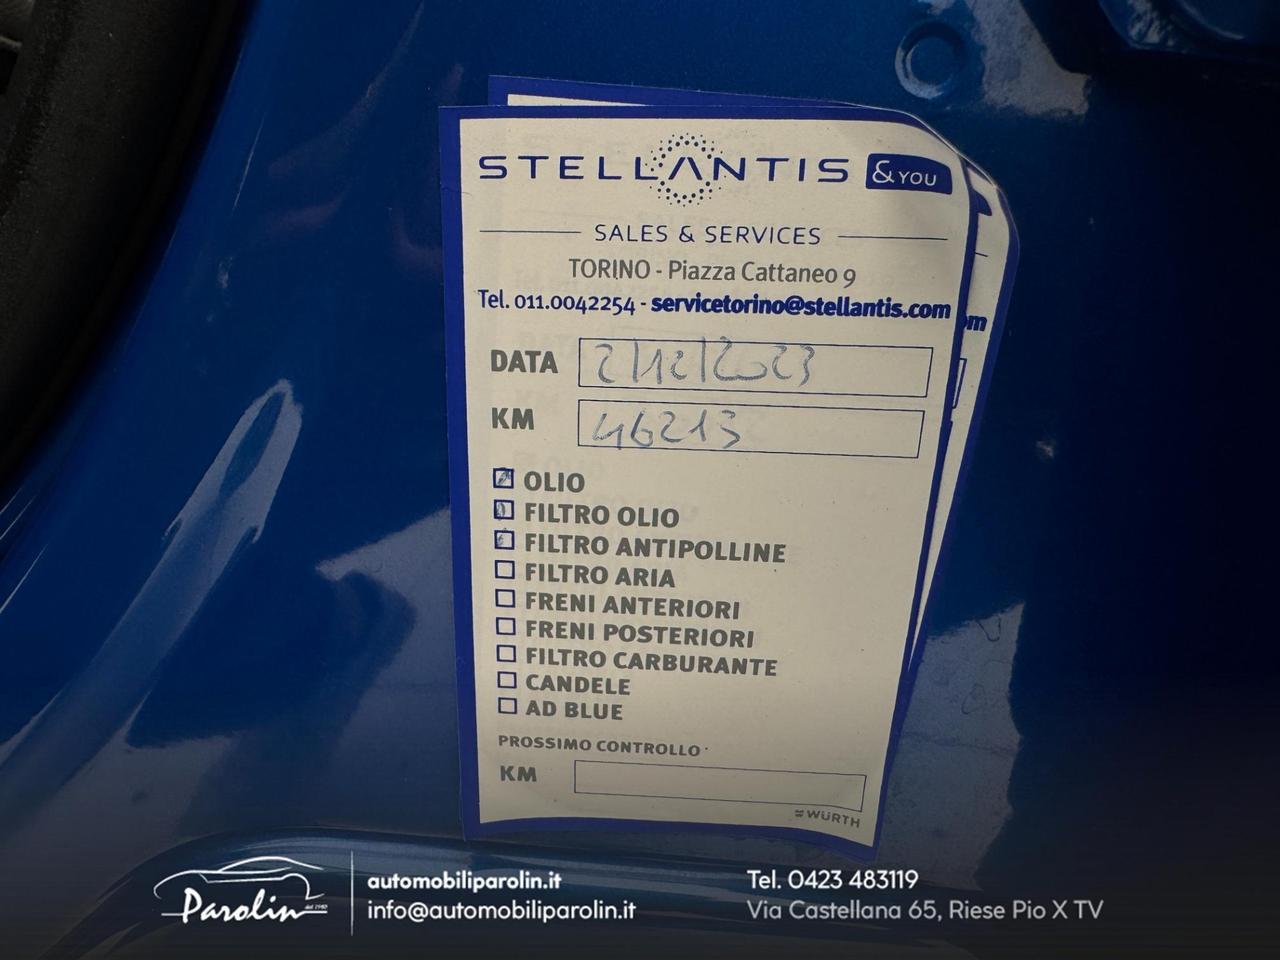 STELLANTIS &YOU
SALES & SERVICES
TORINO - Piazza Cattaneo 9
Tel. 011.0042254 - servicetorino@stellantis.com
om
DATA 2/12/2023
KM 46213
OLIO
FILTRO OLIO
FILTRO ANTIPOLLINE
FILTRO ARIA
FRENI ANTERIORI
FRENI POSTERIORI
FILTRO CARBURANTE
CANDELE
AD BLUE
PROSSIMO CONTROLLO
KM
WÜRTH
Parolin
automobiliparolin.it
info@automobiliparolin.it
Tel. 0423 483119
Via Castellana 65, Riese Pio X TV